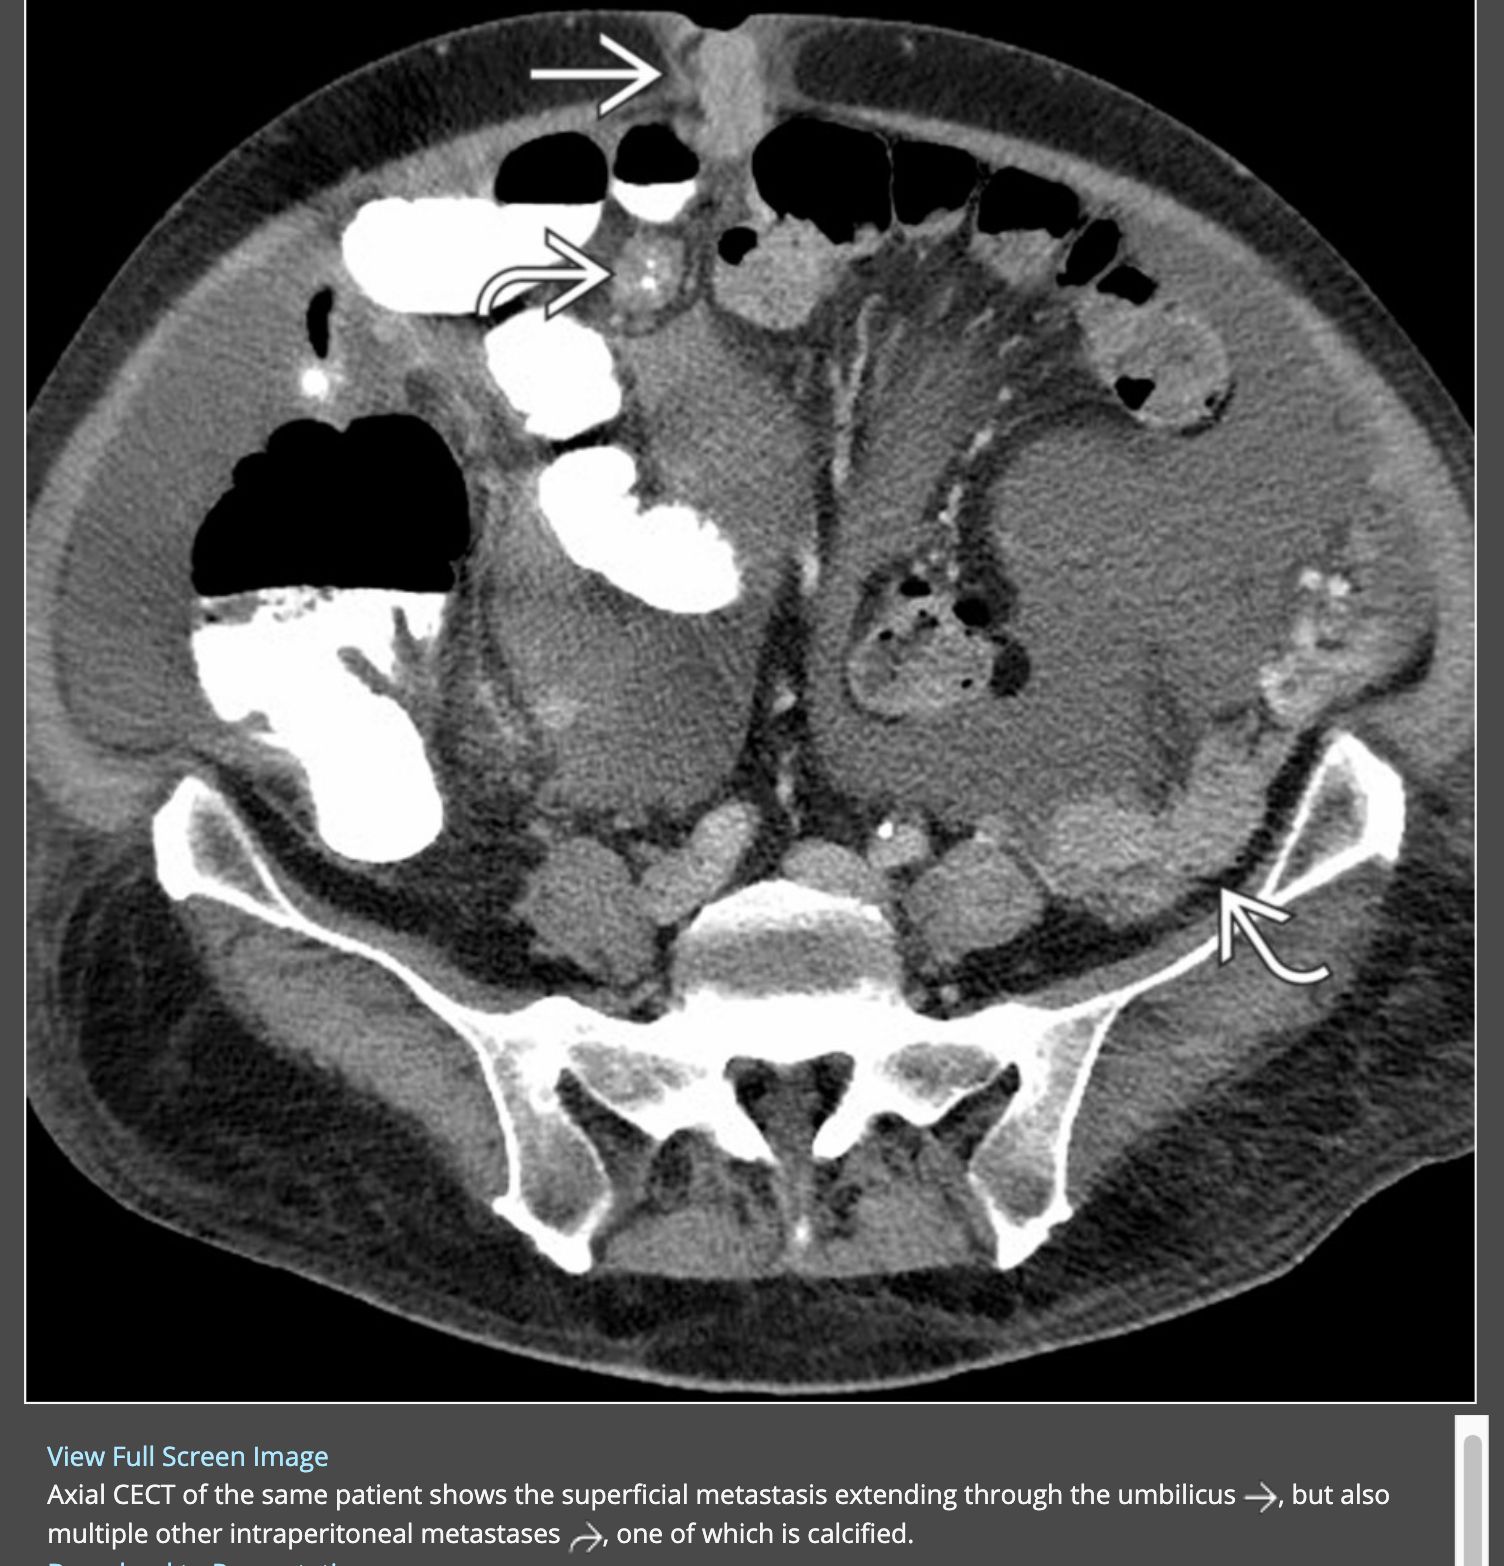 View Full Screen Image
Axial CECT of the same patient shows the superficial metastasis extending through the umbilicus →, but also
multiple other intraperitoneal metastases ↷, one of which is calcified.